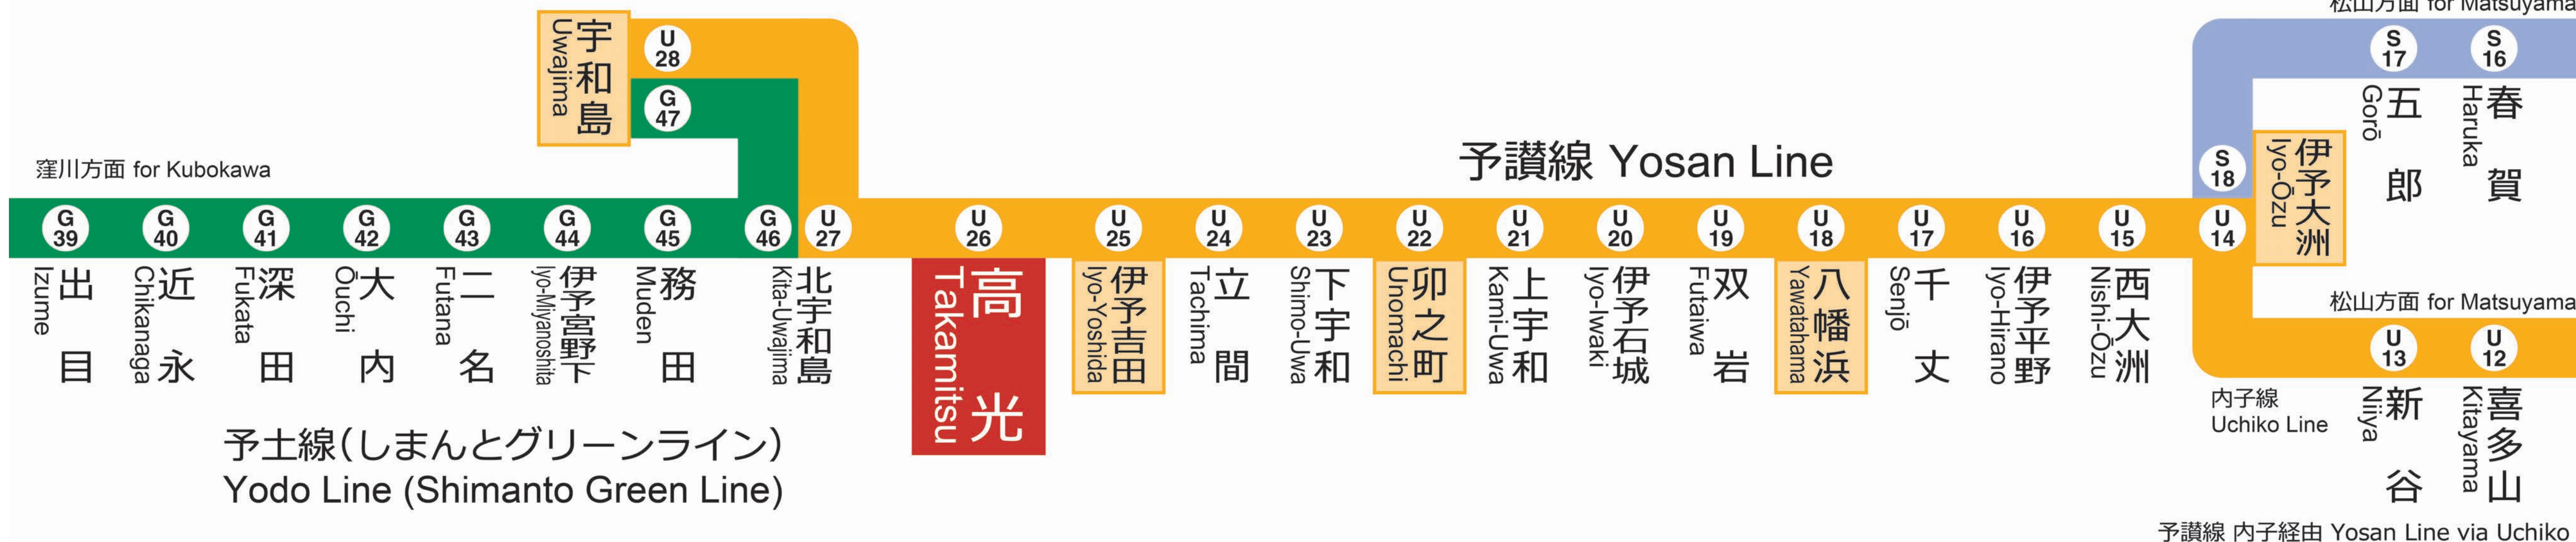 松山方面 for Matsuyama
宇和島
Uwajima
U
28
G
47
S
17
五郎
Gorō
S
16
春賀
Haruka
窪川方面 for Kubokawa
予讃線 Yosan Line
S
18
伊予大洲
Iyo-Ōzu
G
39
出目
Izume
G
40
近永
Chikanaga
G
41
深田
Fukata
G
42
大内
Ōuchi
G
43
二名
Futana
G
44
伊予宮野下
Iyo-Miyanoshita
G
45
務田
Muden
G
46
U
27
北宇和島
Kita-Uwajima
U
26
高光
Takamitsu
U
25
伊予吉田
Iyo-Yoshida
U
24
立間
Tachima
U
23
下宇和
Shimo-Uwa
U
22
卯之町
Unomachi
U
21
上宇和
Kami-Uwa
U
20
伊予石城
Iyo-Iwaki
U
19
双岩
Futaiwa
U
18
八幡浜
Yawatahama
U
17
千丈
Senjō
U
16
伊予平野
Iyo-Hirano
U
15
西大洲
Nishi-Ōzu
U
14
松山方面 for Matsuyama
U
13
新谷
Niiya
U
12
喜多山
Kitayama
内子線
Uchiko Line
予土線(しまんとグリーンライン)
Yodo Line (Shimanto Green Line)
予讃線 内子経由 Yosan Line via Uchiko